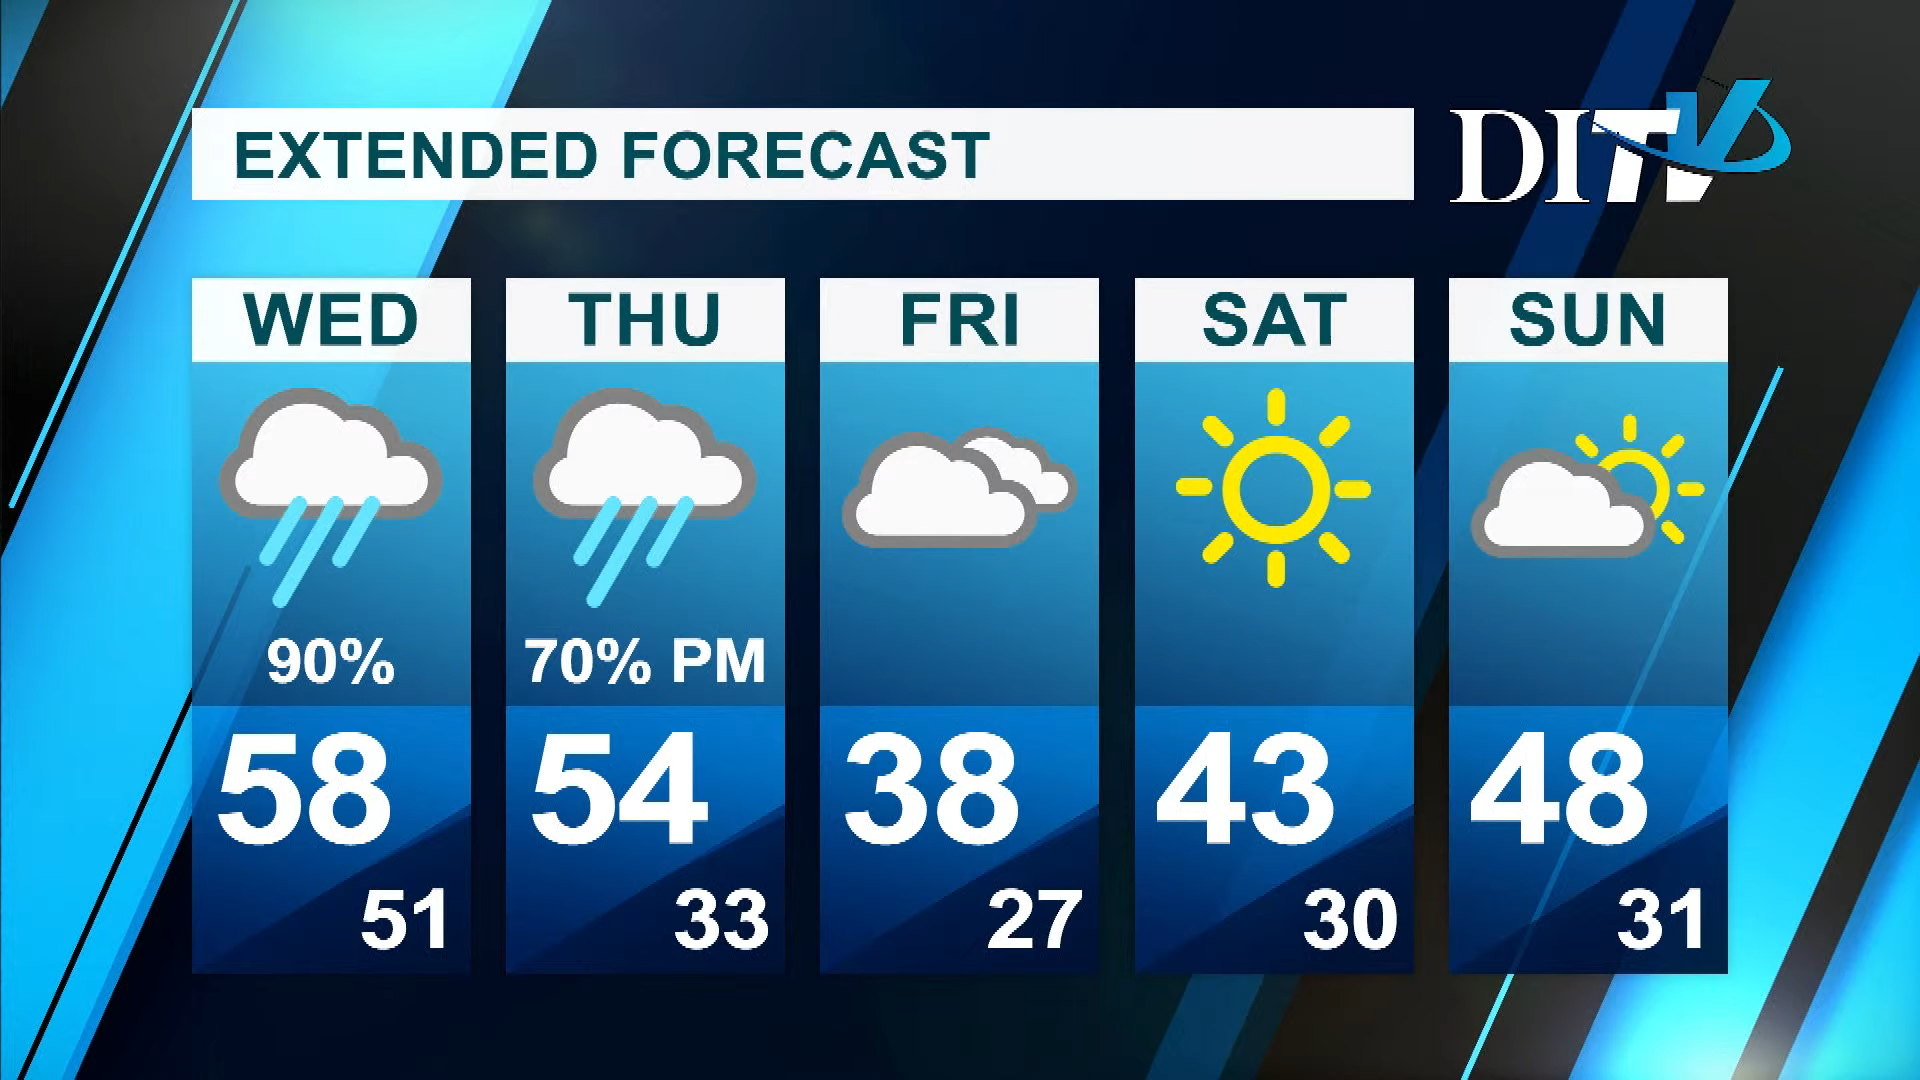 EXTENDED FORECAST
DITV
WED
THU
FRI
SAT
SUN
90%
70% PM
58
54
38
43
48
51
33
27
30
31